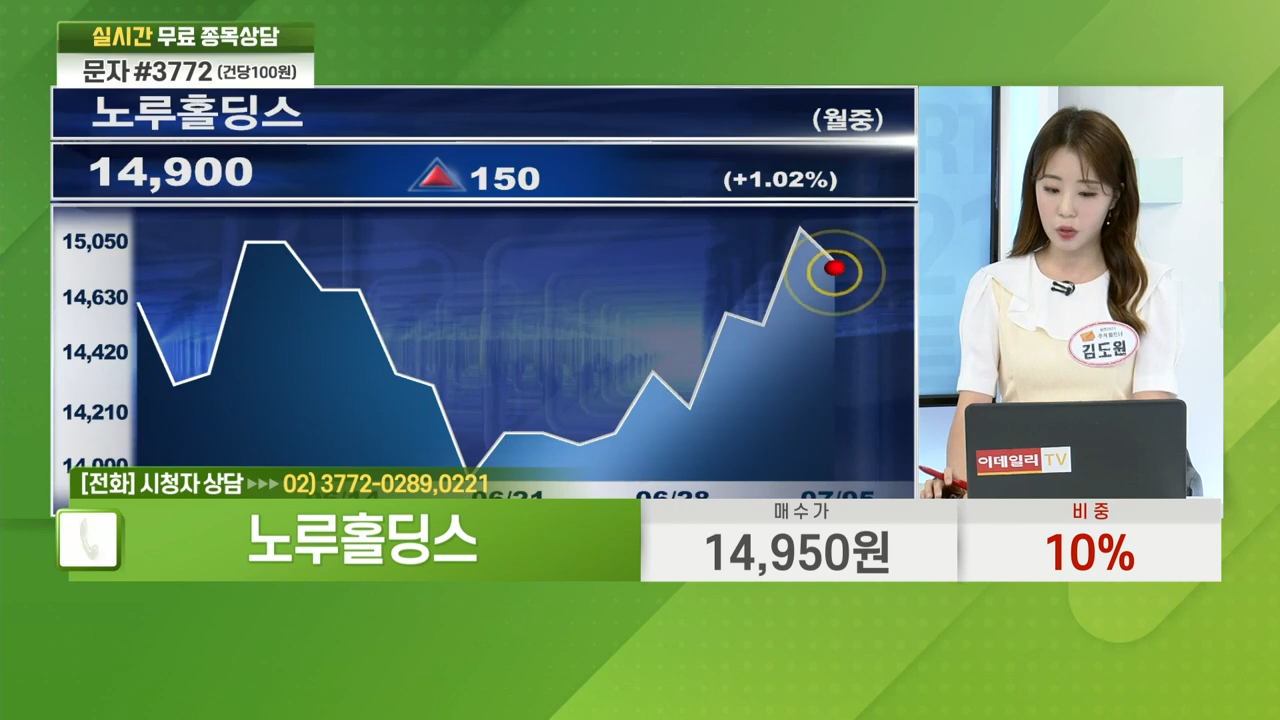 실시간 무료 종목상담
문자 #3772 (건당100원)
노루홀딩스
(월중)
14,900
150
(+1.02%)
15,050
14,630
14,420
14,210
14,000
06/21
06/28
07/05
김도원
이데일리 TV
[전화] 시청자 상담 ▶▶▶ 02) 3772-0289,0221
노루홀딩스
매수가
14,950원
비중
10%